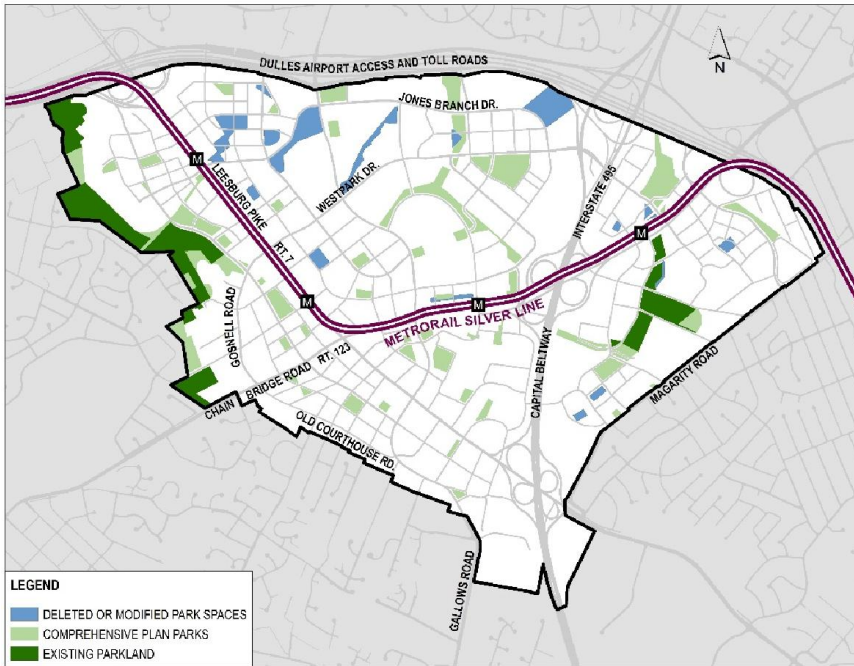 DULLES AIRPORT ACCESS AND TOLL ROADS
N
JONES BRANCH DR.
M
LEESBURG PIKE RT. 7
WESTPARK DR.
INTERSTATE 495
M
GOSNELL ROAD
M
M
METRORAIL SILVER LINE
CHAIN BRIDGE ROAD RT. 123
CAPITAL BELTWAY
MAGARITY ROAD
OLD COURTHOUSE RD.
GALLOWS ROAD
LEGEND
DELETED OR MODIFIED PARK SPACES
COMPREHENSIVE PLAN PARKS
EXISTING PARKLAND